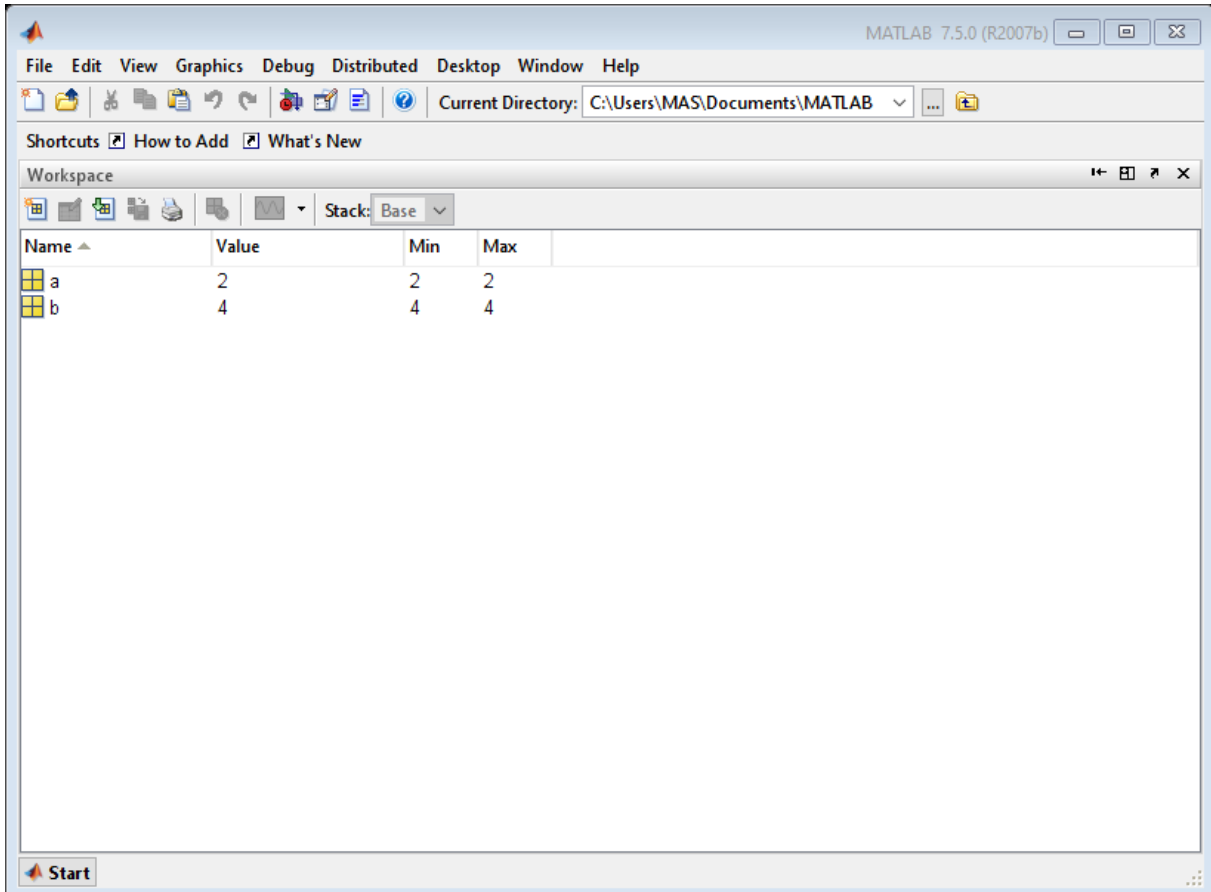 MATLAB 7.5.0 (R2007b)
File Edit View Graphics Debug Distributed Desktop Window Help
Current Directory: C:\Users\MAS\Documents\MATLAB ...
Shortcuts How to Add What's New
Workspace
Stack: Base
Name Value Min Max
a 2 2 2
b 4 4 4
Start